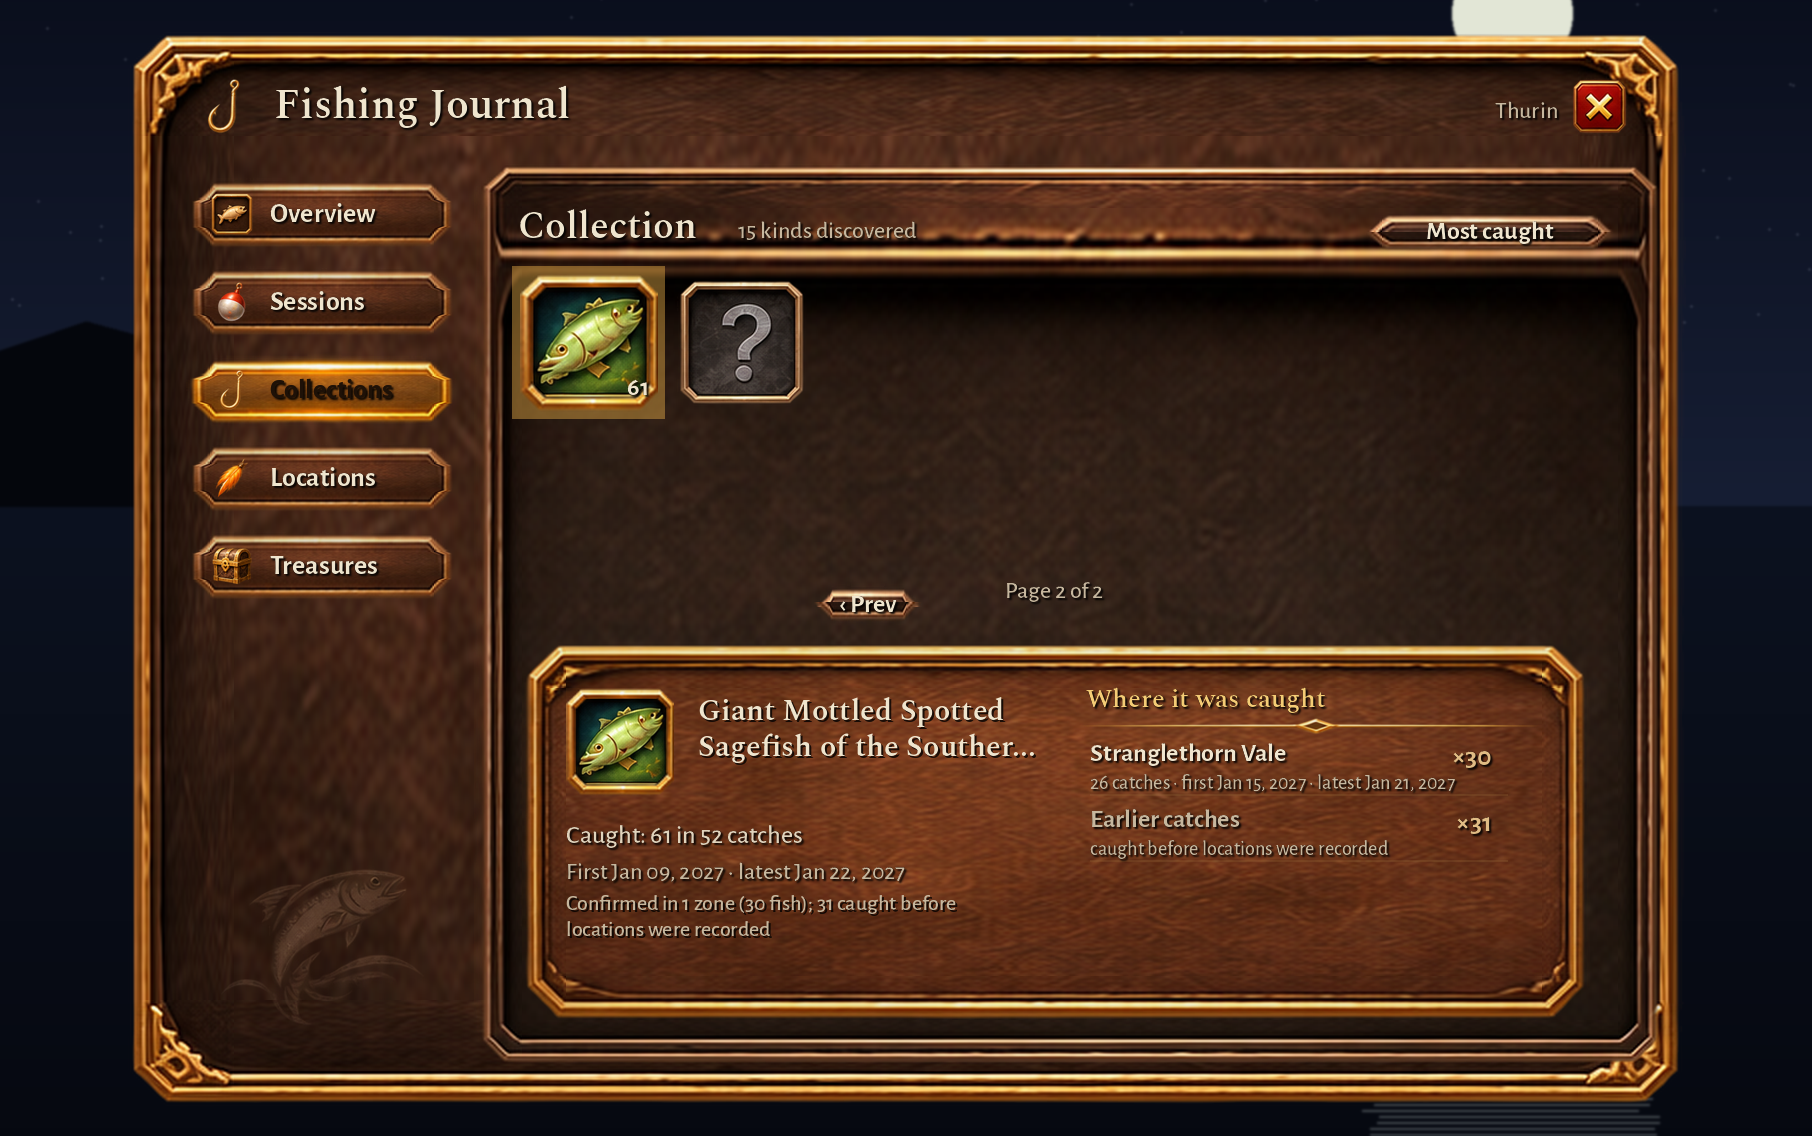 Fishing Journal
Thurin
Overview
Sessions
Collections
Locations
Treasures
Collection
15 kinds discovered
Most caught
61
?
‹ Prev
Page 2 of 2
Giant Mottled Spotted
Sagefish of the Souther...
Caught: 61 in 52 catches
First Jan 09, 2027 · latest Jan 22, 2027
Confirmed in 1 zone (30 fish); 31 caught before
locations were recorded
Where it was caught
Stranglethorn Vale
×30
26 catches · first Jan 15, 2027 · latest Jan 21, 2027
Earlier catches
×31
caught before locations were recorded